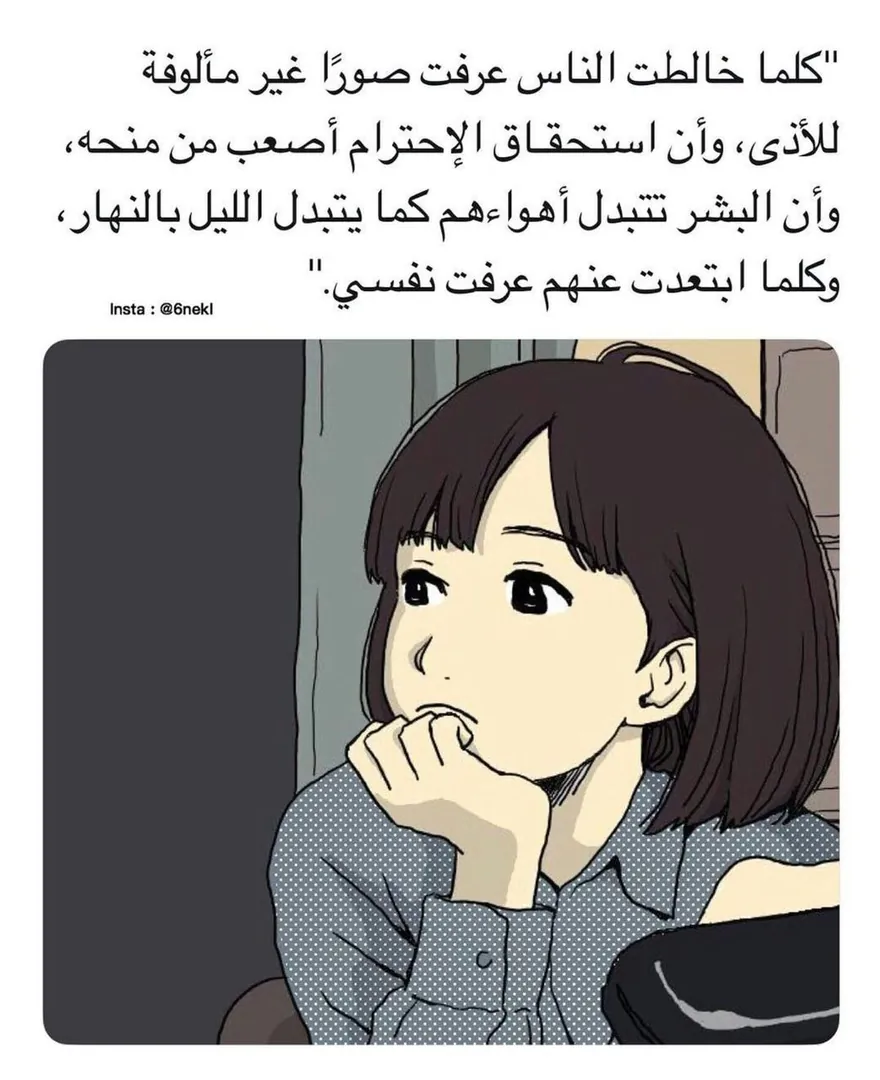 "كلما خالطت الناس عرفت صورًا غير مألوفة
للأذى، وأن استحقاق الإحترام أصعب من منحه،
وأن البشر تتبدل أهواءهم كما يتبدل الليل بالنهار،
وكلما ابتعدت عنهم عرفت نفسي."
Insta : @6nekl